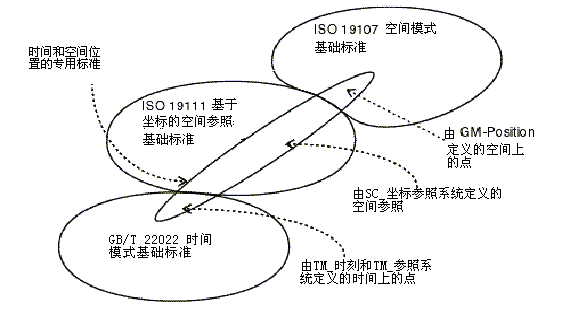 ISO 19107 空间模式
基础标准
时间和空间位
置的专用标准
ISO 19111 基于
坐标的空间参照:
基础标准
由 GM-Position
定义的空间上
的点
由SC_坐标参照系统定义的
空间参照
GB/T 22022 时间
模式基础标准
由TM_时刻和TM_参照系
统定义的时间上的点